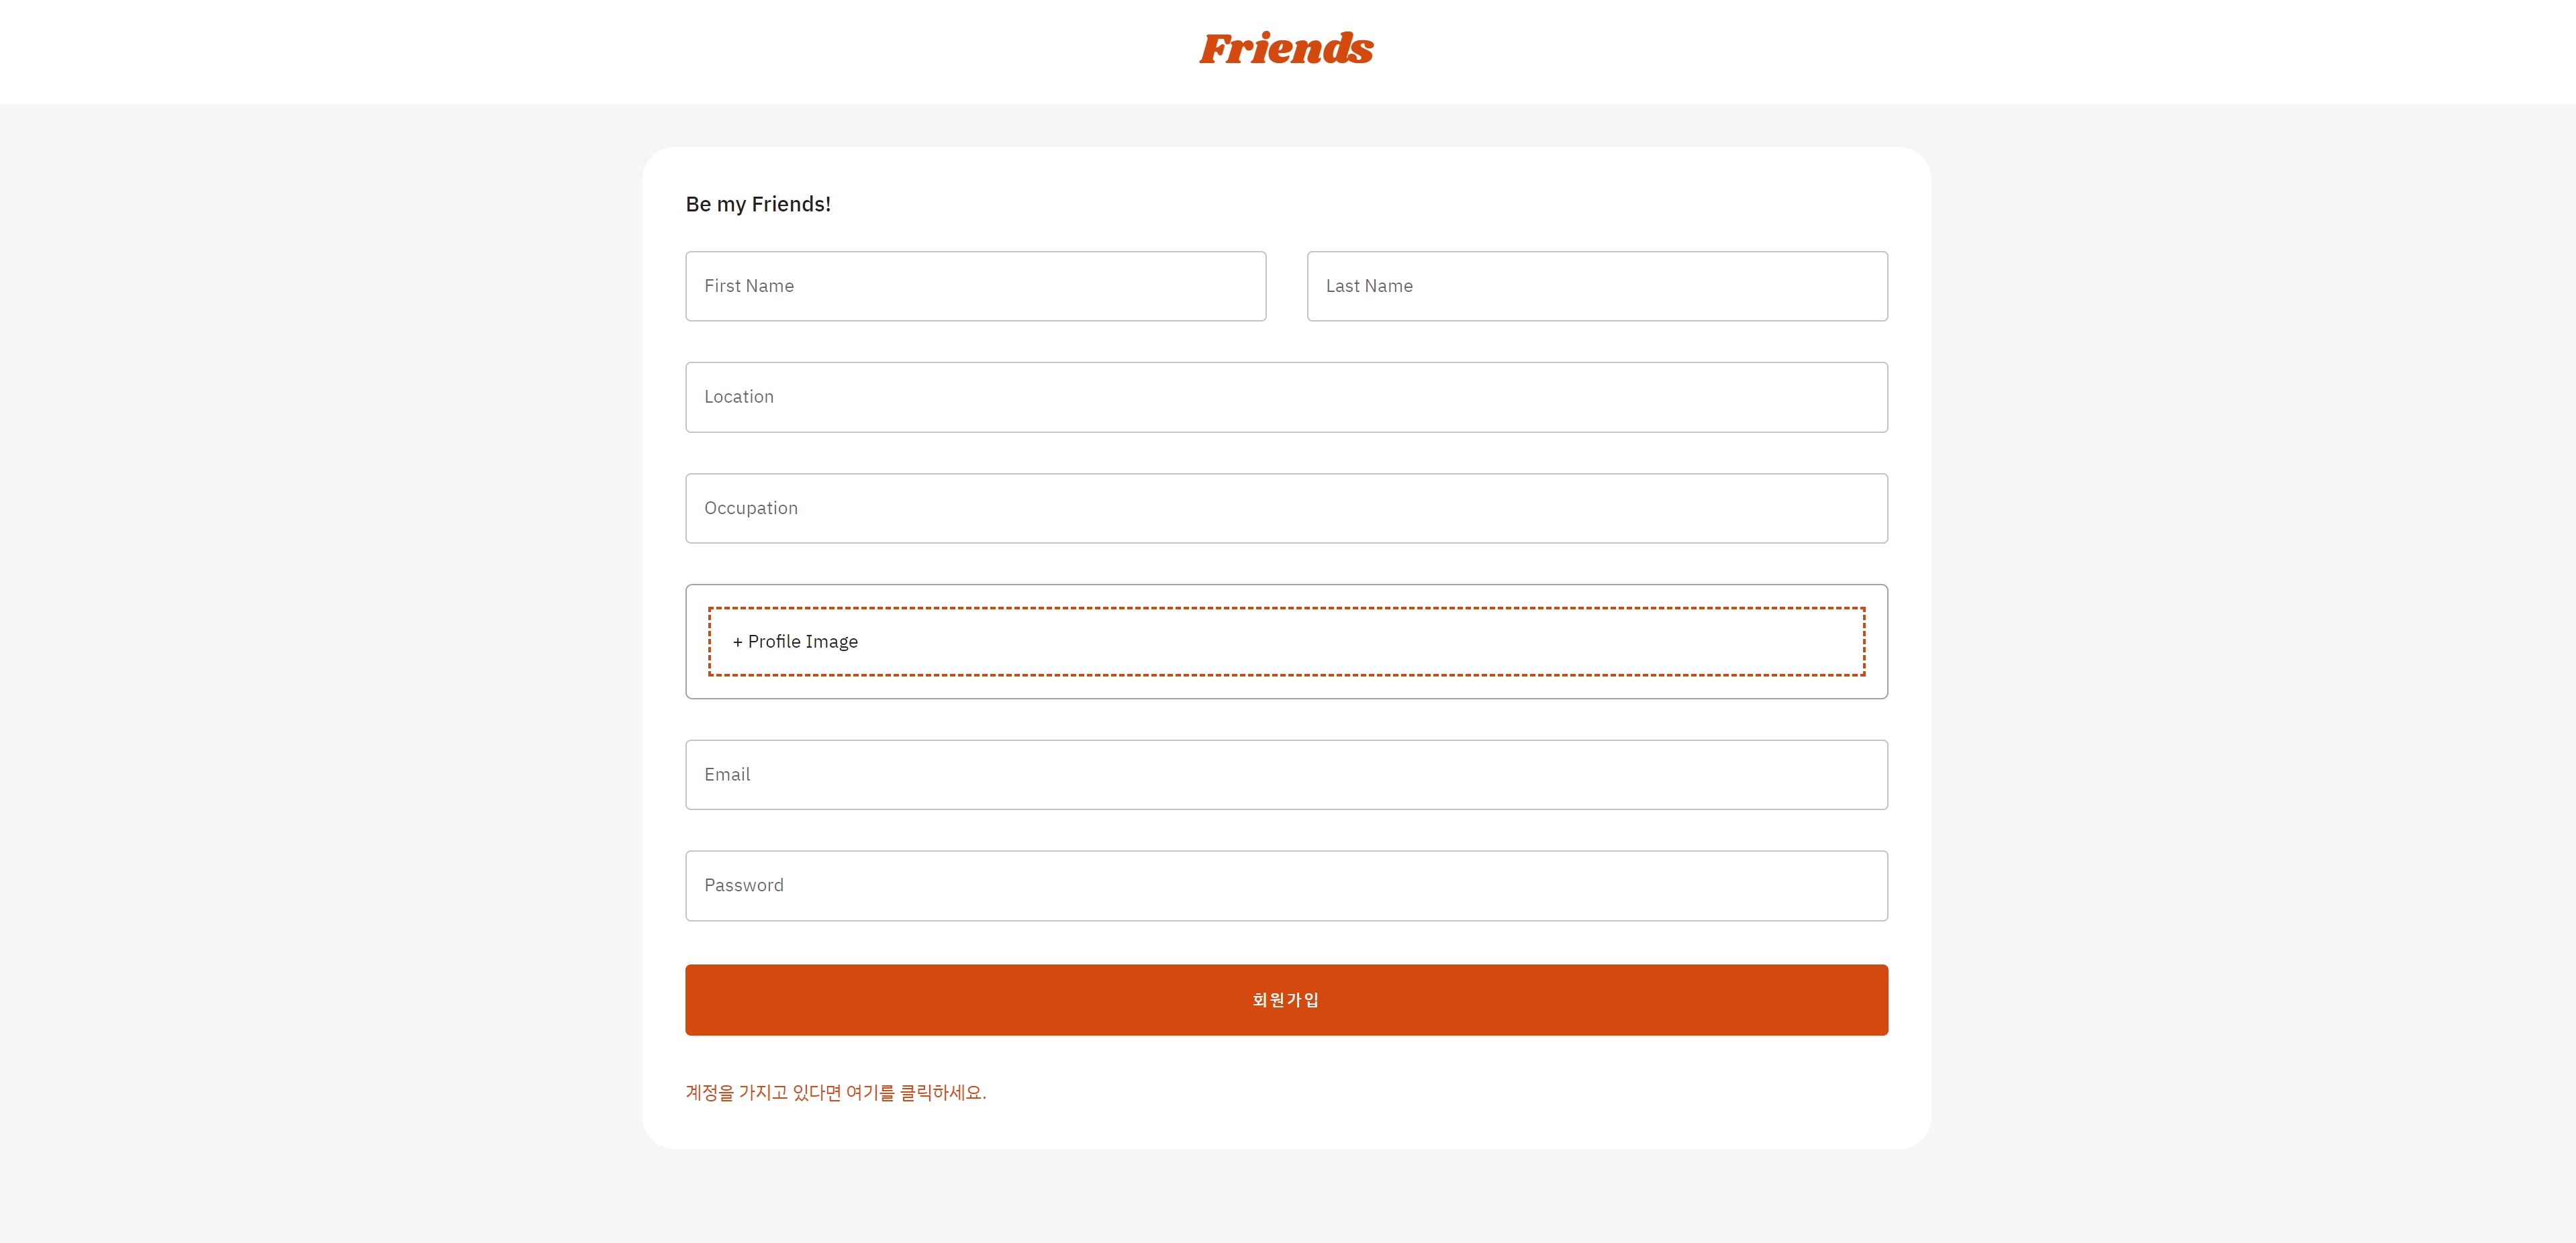 Friends
Be my Friends!
First Name
Last Name
Location
Occupation
+ Profile Image
Email
Password
회원가입
계정을 가지고 있다면 여기를 클릭하세요.